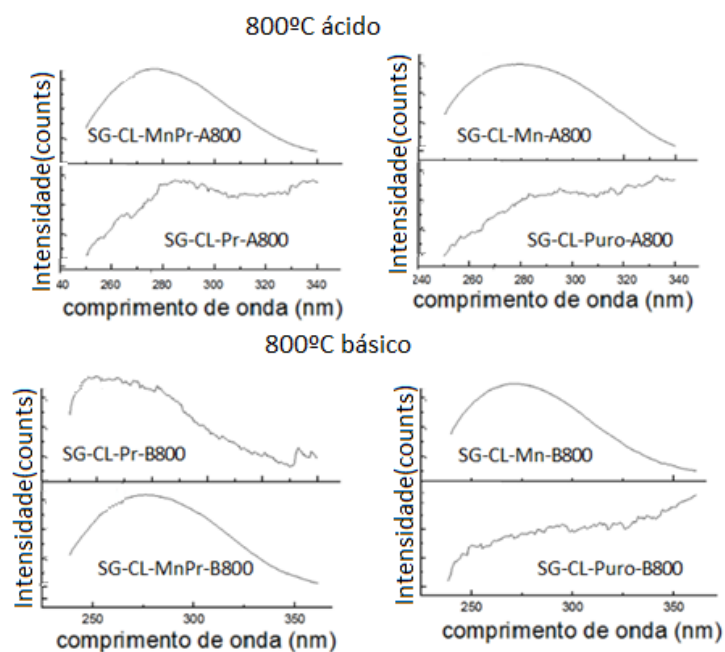 800ºC ácido
Intensidade(counts)
SG-CL-MnPr-A800
SG-CL-Pr-A800
40 260 280 300 320 340
comprimento de onda (nm)
Intensidade (counts)
SG-CL-Mn-A800
SG-CL-Puro-A800
240 260 280 300 320 340
comprimento de onda (nm)
800ºC básico
Intensidade(counts)
SG-CL-Pr-B800
SG-CL-MnPr-B800
250 300 350
comprimento de onda (nm)
Intensidade (counts)
SG-CL-Mn-B800
SG-CL-Puro-B800
250 300 350
comprimento de onda (nm)